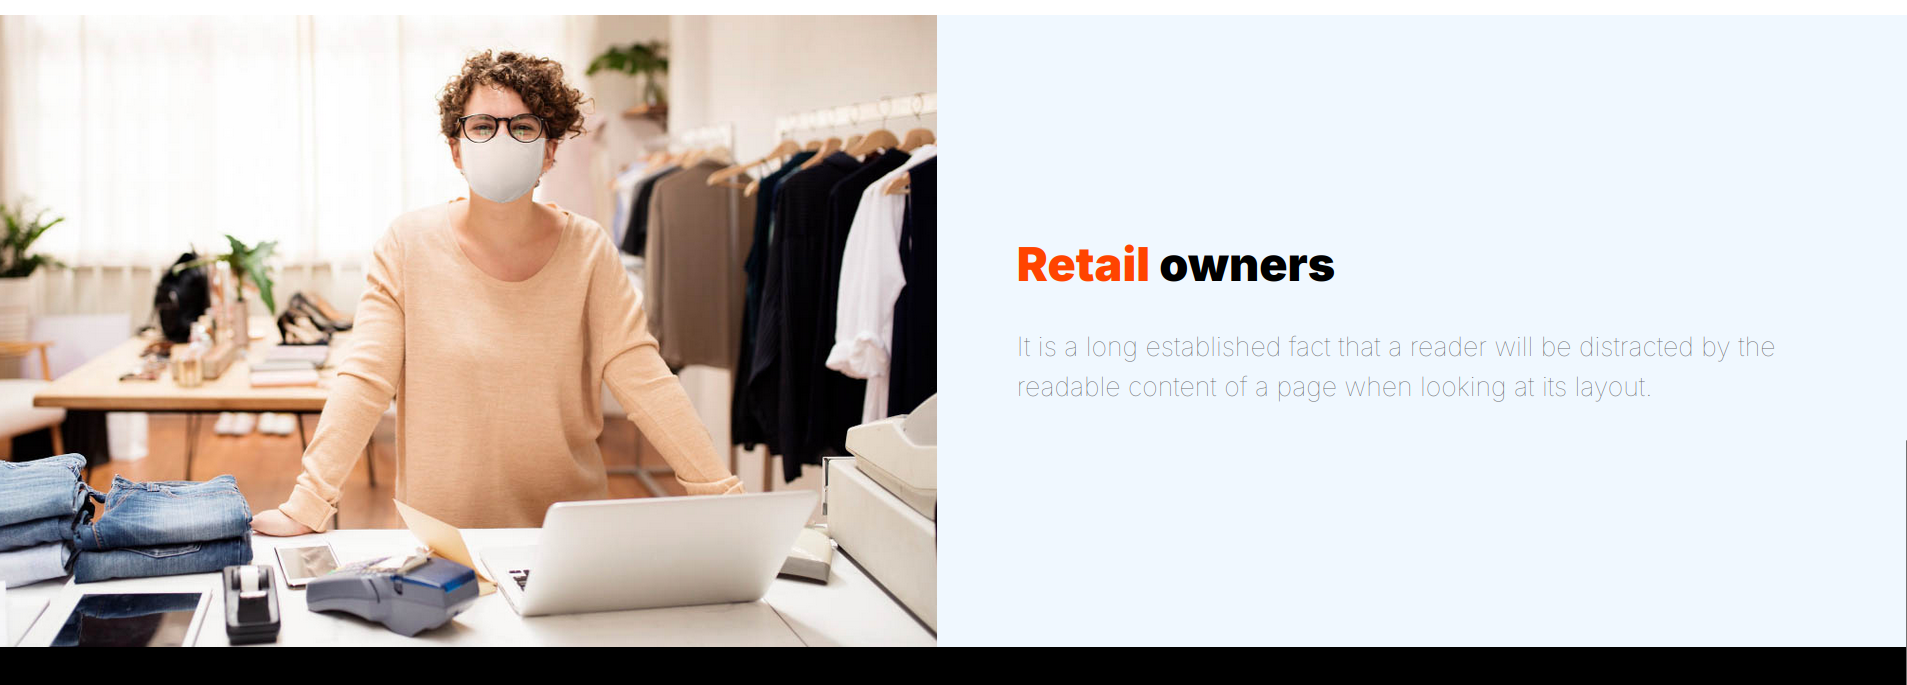 Retail owners
It is a long established fact that a reader will be distracted by the
readable content of a page when looking at its layout.